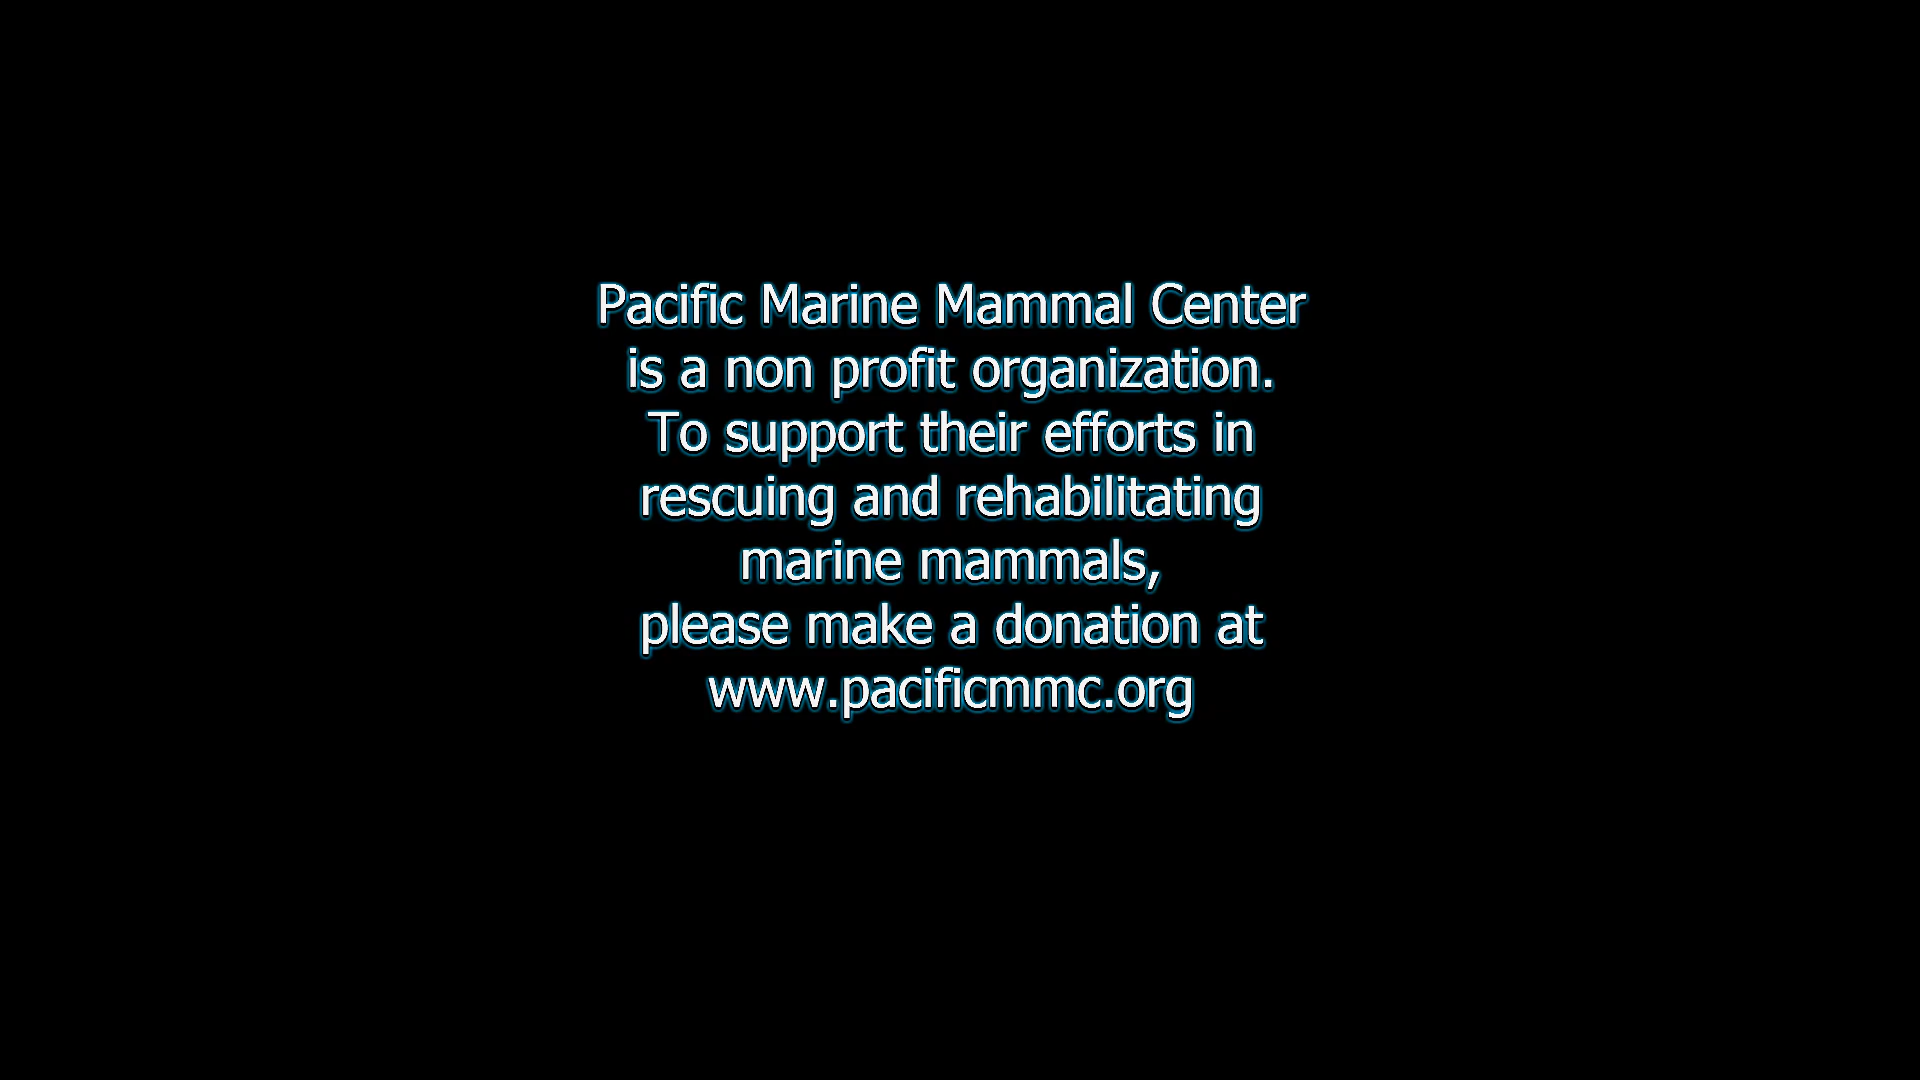 Pacific Marine Mammal Center
is a non profit organization.
To support their efforts in
rescuing and rehabilitating
marine mammals,
please make a donation at
www.pacificmmc.org